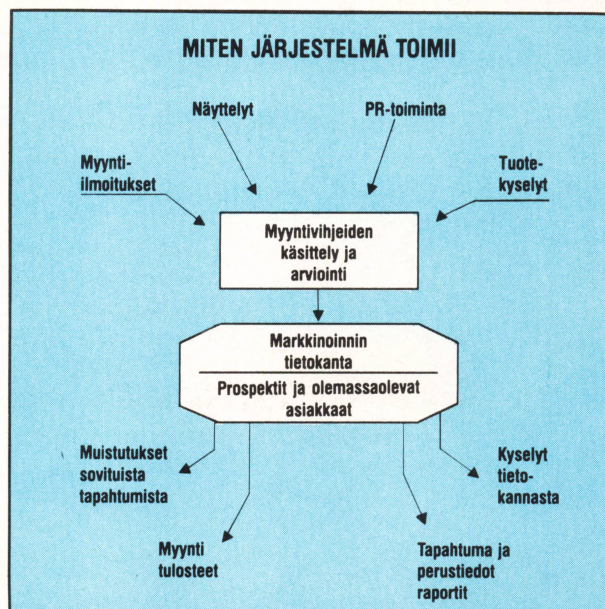 MITEN JÄRJESTELMÄ TOIMII
Näyttelyt
PR-toiminta
Myynti-
ilmoitukset
Tuote-
kyselyt
Myyntivihjeiden
käsittely ja
arviointi
Markkinoinnin
tietokanta
Prospektit ja olemassaolevat
asiakkaat
Muistutukset
sovituista
tapahtumista
Kyselyt
tieto-
kannasta
Myynti
tulosteet
Tapahtuma ja
perustiedot
raportit